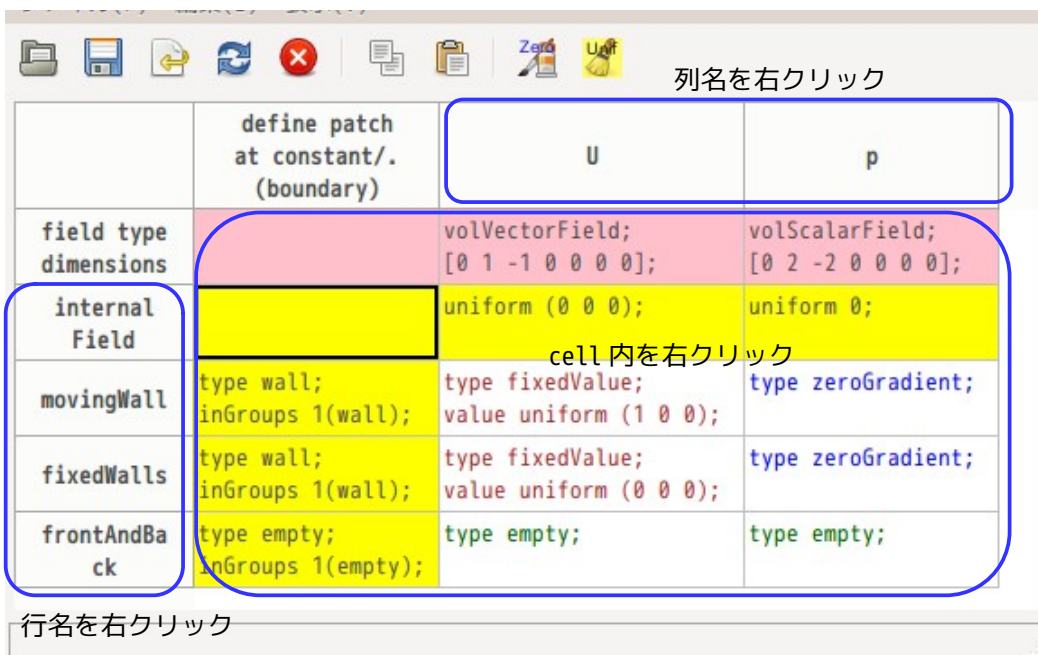 Zero
Unif
列名を右クリック
define patch
at constant/.
(boundary)
U
p
field type
dimensions
volVectorField;
[0 1 -1 0 0 0 0];
volScalarField;
[0 2 -2 0 0 0 0];
internal
Field
uniform (0 0 0);
uniform 0;
cell 内を右クリック
movingWall
type wall;
inGroups 1(wall);
type fixedValue;
value uniform (1 0 0);
type zeroGradient;
fixedWalls
type wall;
inGroups 1(wall);
type fixedValue;
value uniform (0 0 0);
type zeroGradient;
frontAndBa
ck
type empty;
inGroups 1(empty);
type empty;
type empty;
行名を右クリック